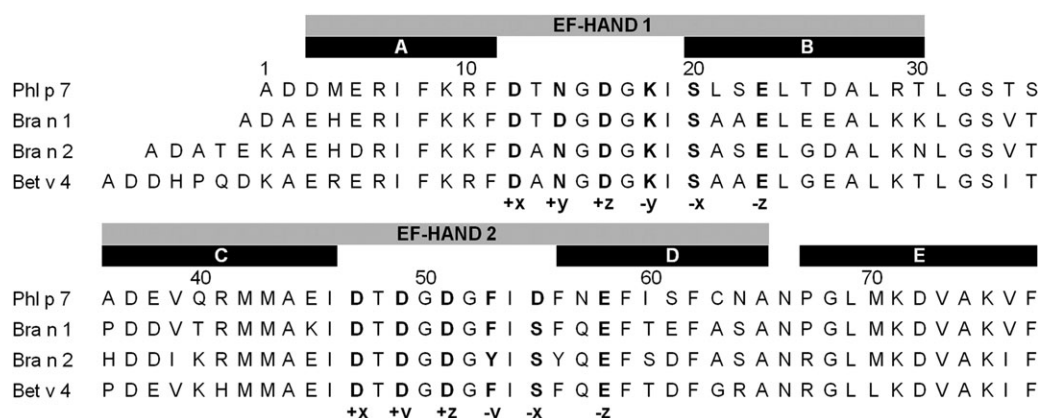 EF-HAND 1
A B
1 10 20 30
Phl p 7 A D D M E R I F K R F D T N G D G K I S L S E L T D A L R T L G S T S
Bra n 1 A D A E H E R I F K K F D T D G D G K I S A A E L E E A L K K L G S V T
Bra n 2 A D A T E K A E H D R I F K K F D A N G D G K I S A S E L G D A L K N L G S V T
Bet v 4 A D D H P Q D K A E R E R I F K R F D A N G D G K I S A A E L G E A L K T L G S I T
+x +y +z -y -x -z
EF-HAND 2
C D E
40 50 60 70
Phl p 7 A D E V Q R M M A E I D T D G D G F I D F N E F I S F C N A N P G L M K D V A K V F
Bra n 1 P D D V T R M M A K I D T D G D G F I S F Q E F T E F A S A N P G L M K D V A K V F
Bra n 2 H D D I K R M M A E I D T D G D G Y I S Y Q E F S D F A S A N R G L M K D V A K I F
Bet v 4 P D E V K H M M A E I D T D G D G F I S F Q E F T D F G R A N R G L L K D V A K I F
+x +y +z -y -x -z